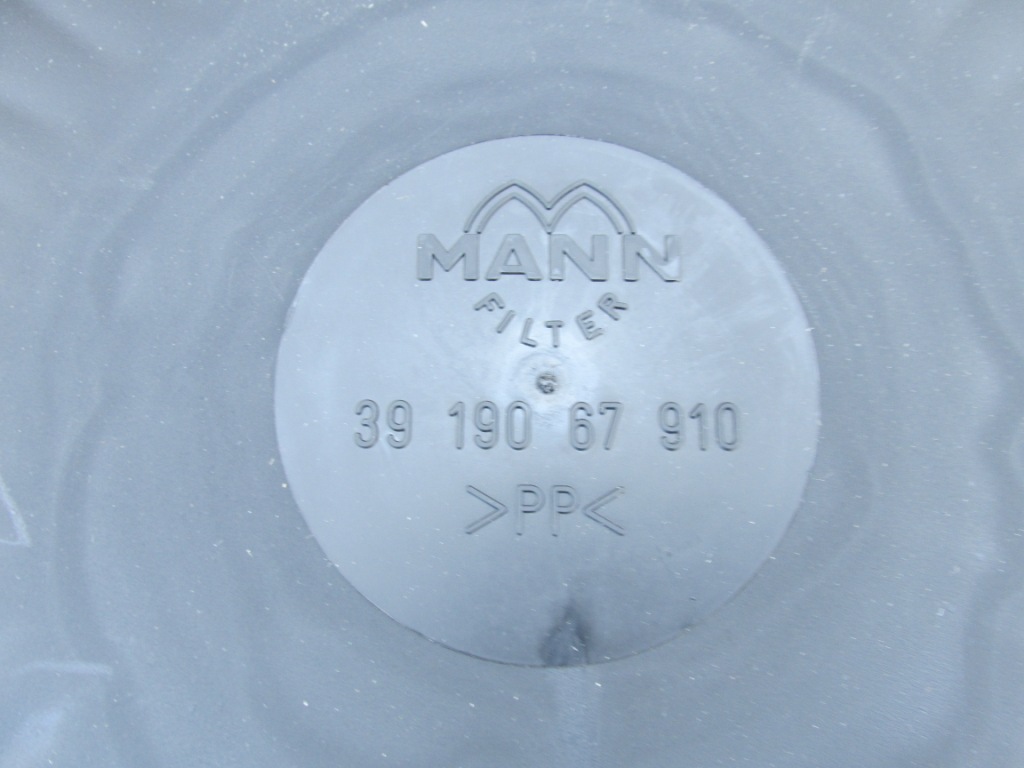 MANN
FILTER
39 190 67 910
>PP<